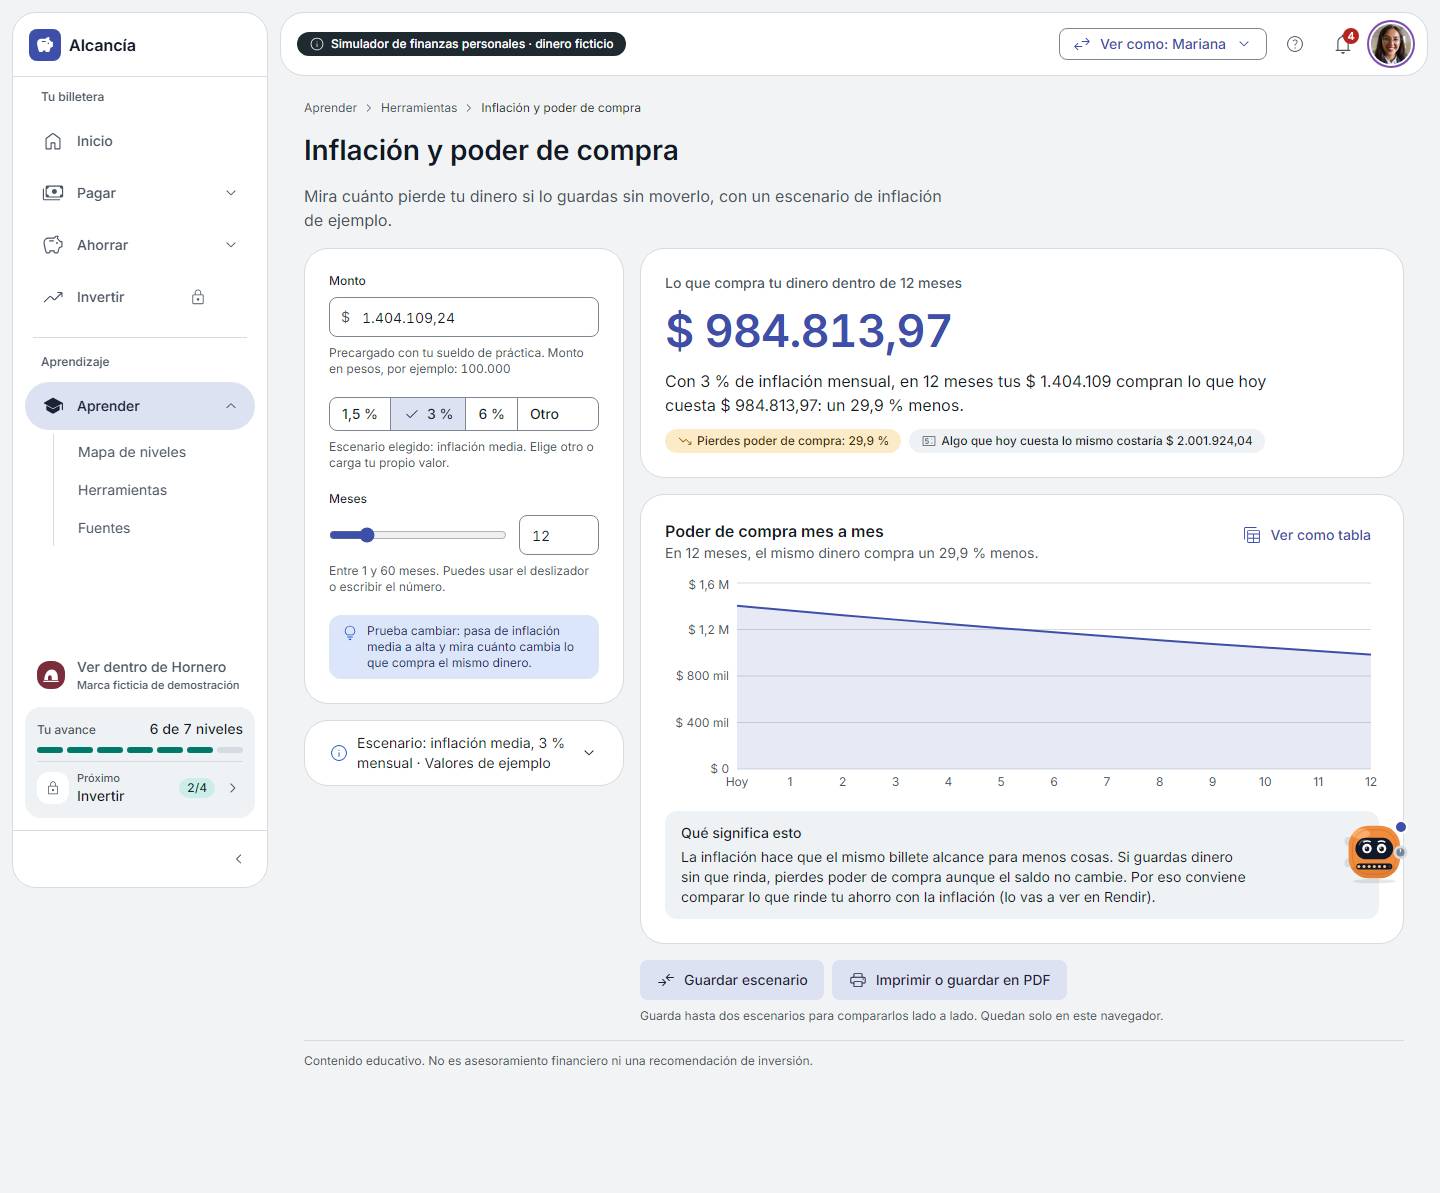 Alcancía
Tu billetera
Inicio
Pagar
Ahorrar
Invertir
Aprendizaje
Aprender
Mapa de niveles
Herramientas
Fuentes
Ver dentro de Hornero
Marca ficticia de demostración
Tu avance
6 de 7 niveles
Próximo
Invertir
2/4
Simulador de finanzas personales · dinero ficticio
Ver como: Mariana
4
Aprender
Herramientas
Inflación y poder de compra
Inflación y poder de compra
Mira cuánto pierde tu dinero si lo guardas sin moverlo, con un escenario de inflación
de ejemplo.
Monto
$ 1.404.109,24
Precargado con tu sueldo de práctica. Monto
en pesos, por ejemplo: 100.000
1,5 %
3 %
6 %
Otro
Escenario elegido: inflación media. Elige otro o
carga tu propio valor.
Meses
12
Entre 1 y 60 meses. Puedes usar el deslizador
o escribir el número.
Prueba cambiar: pasa de inflación
media a alta y mira cuánto cambia lo
que compra el mismo dinero.
Escenario: inflación media, 3 %
mensual · Valores de ejemplo
Lo que compra tu dinero dentro de 12 meses
$ 984.813,97
Con 3 % de inflación mensual, en 12 meses tus $ 1.404.109 compran lo que hoy
cuesta $ 984.813,97: un 29,9 % menos.
Pierdes poder de compra: 29,9 %
Algo que hoy cuesta lo mismo costaría $ 2.001.924,04
Poder de compra mes a mes
Ver como tabla
En 12 meses, el mismo dinero compra un 29,9 % menos.
$ 1,6 M
$ 1,2 M
$ 800 mil
$ 400 mil
$ 0
Hoy 1 2 3 4 5 6 7 8 9 10 11 12
Qué significa esto
La inflación hace que el mismo billete alcance para menos cosas. Si guardas dinero
sin que rinda, pierdes poder de compra aunque el saldo no cambie. Por eso conviene
comparar lo que rinde tu ahorro con la inflación (lo vas a ver en Rendir).
Guardar escenario
Imprimir o guardar en PDF
Guarda hasta dos escenarios para compararlos lado a lado. Quedan solo en este navegador.
Contenido educativo. No es asesoramiento financiero ni una recomendación de inversión.